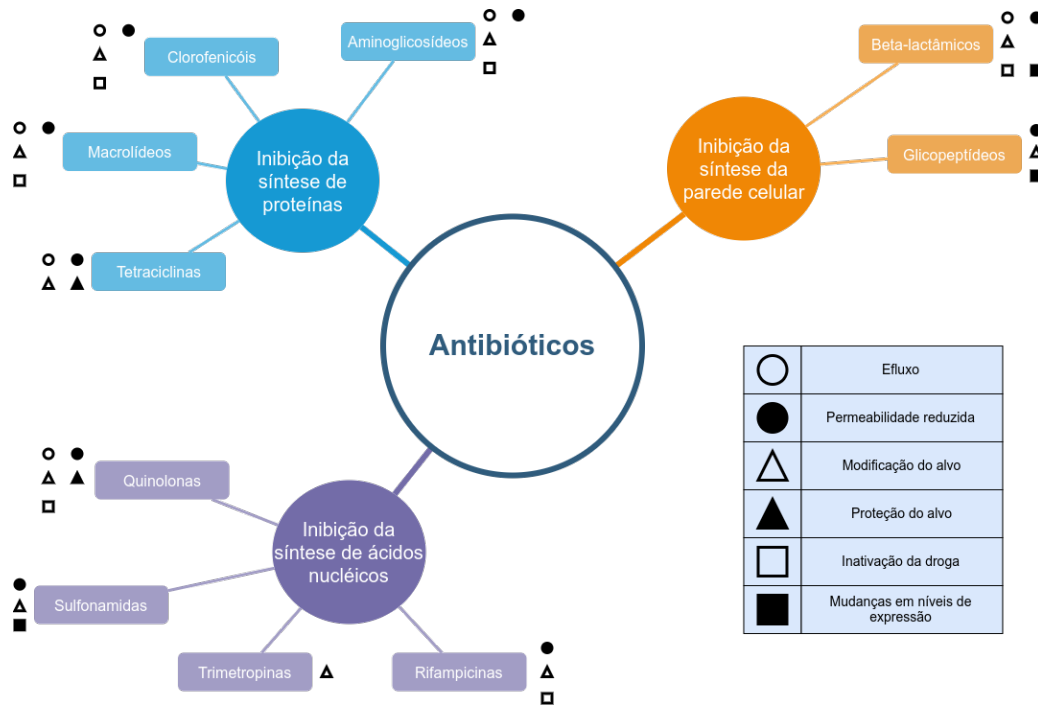 Clorofenicóis
Aminoglicosídeos
Macrolídeos
Tetraciclinas
Inibição da
síntese de
proteínas
Beta-lactâmicos
Glicopeptídeos
Inibição da
síntese da
parede celular
Antibióticos
Quinolonas
Sulfonamidas
Trimetropinas
Rifampicinas
Inibição da
síntese de ácidos
nucléicos
Efluxo
Permeabilidade reduzida
Modificação do alvo
Proteção do alvo
Inativação da droga
Mudanças em níveis de
expressão